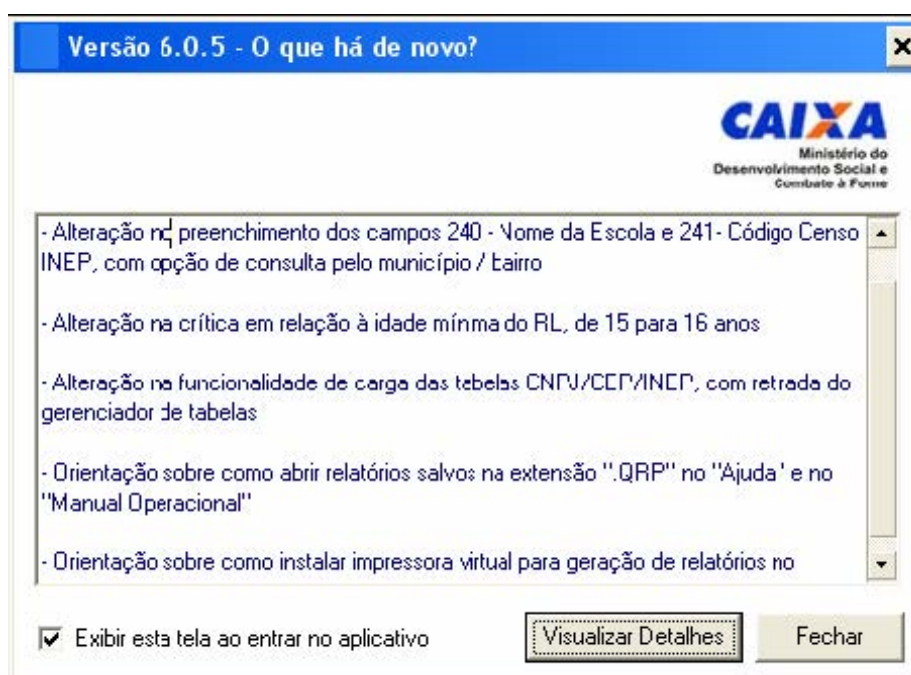 Versão 6.0.5 - O que há de novo?
CAIXA
Ministério do
Desenvolvimento Social e
Combate à Fome
- Alteração no preenchimento dos campos 240 - Nome da Escola e 241- Código Censo
INEP, com opção de consulta pelo município / bairro
- Alteração na crítica em relação à idade mínma do RL, de 15 para 16 anos
- Alteração na funcionalidade de carga das tabelas CNPJ/CEP/INEP, com retrada do
gerenciador de tabelas
- Orientação sobre como abrir relatórios salvos na extensão ".QRP" no "Ajuda" e no
"Manual Operacional"
- Orientação sobre como instalar impressora virtual para geração de relatórios no
Exibir esta tela ao entrar no aplicativo
Visualizar Detalhes
Fechar